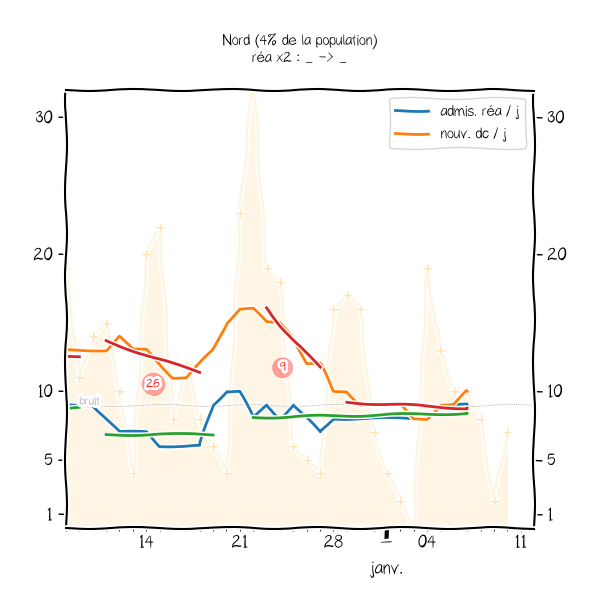 Nord (4% de la population)
réa x2 : _ -> _
admis. réa / j
nouv. dc / j
30
30
20
20
10
10
bruit
26
9
5
5
1
1
14
21
28
04
11
janv.